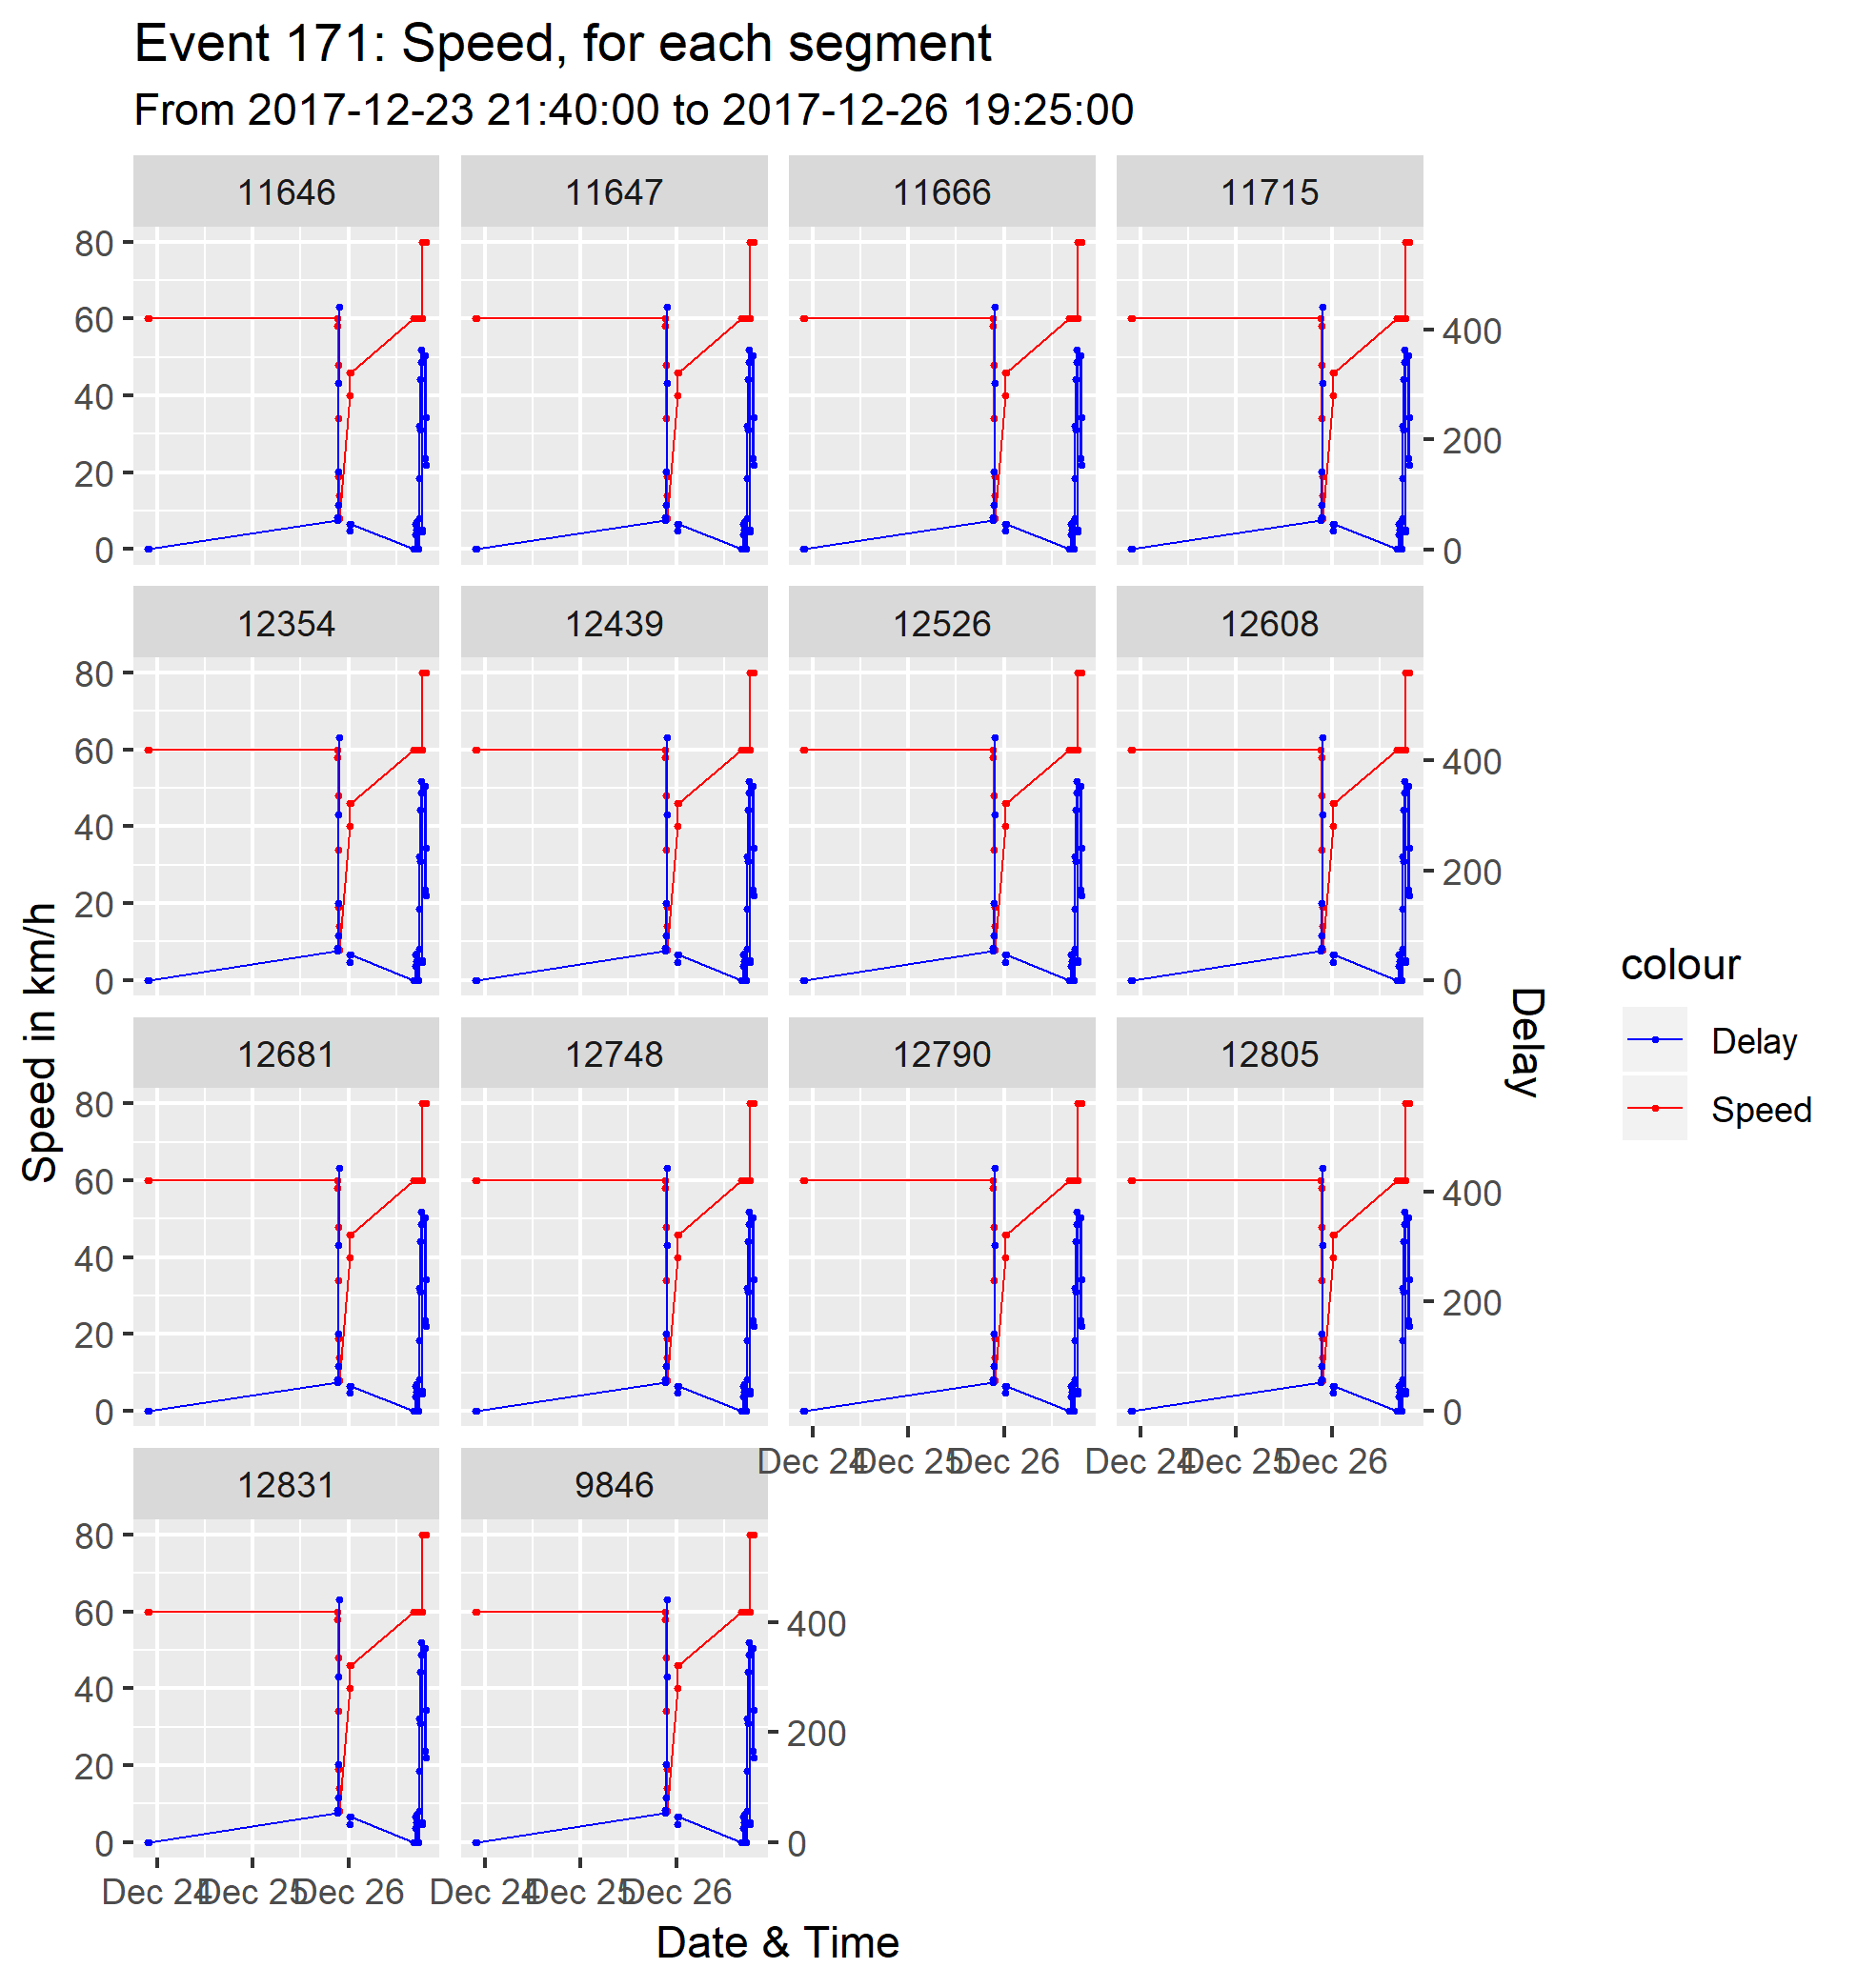 Event 171: Speed, for each segment
From 2017-12-23 21:40:00 to 2017-12-26 19:25:00
11646 11647 11666 11715
80
60
40
20
0
400
200
0
12354 12439 12526 12608
80
60
40
20
0
400
200
0
12681 12748 12790 12805
80
60
40
20
0
400
200
0
Dec 24 Dec 25 Dec 26 Dec 24 Dec 25 Dec 26
12831 9846
80
60
40
20
0
400
200
0
Dec 24 Dec 25 Dec 26 Dec 24 Dec 25 Dec 26
Date & Time
Speed in km/h
Delay
colour
Delay
Speed